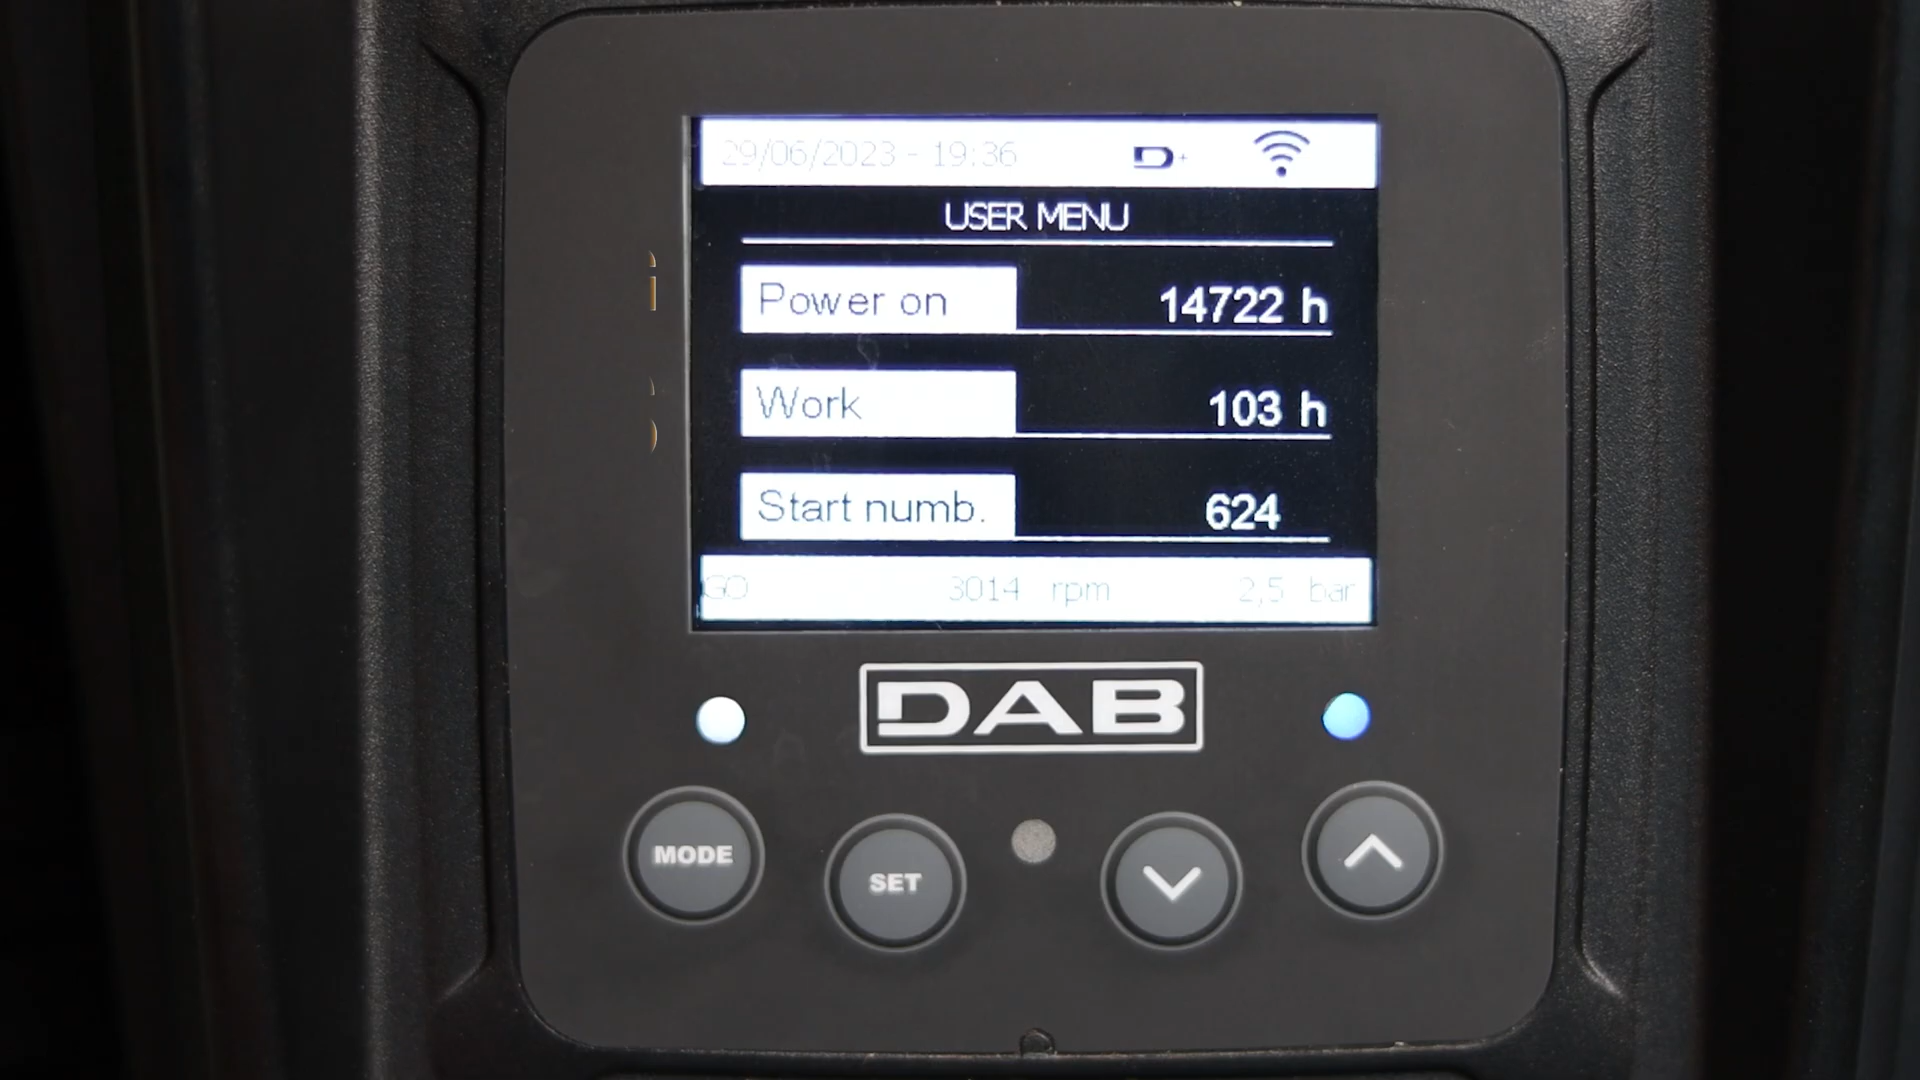 29/06/2023 - 19:36 D+
USER MENU
Power on 14722 h
Work 103 h
Start numb. 624
GO 3014 rpm 2,5 bar
DAB
MODE
SET